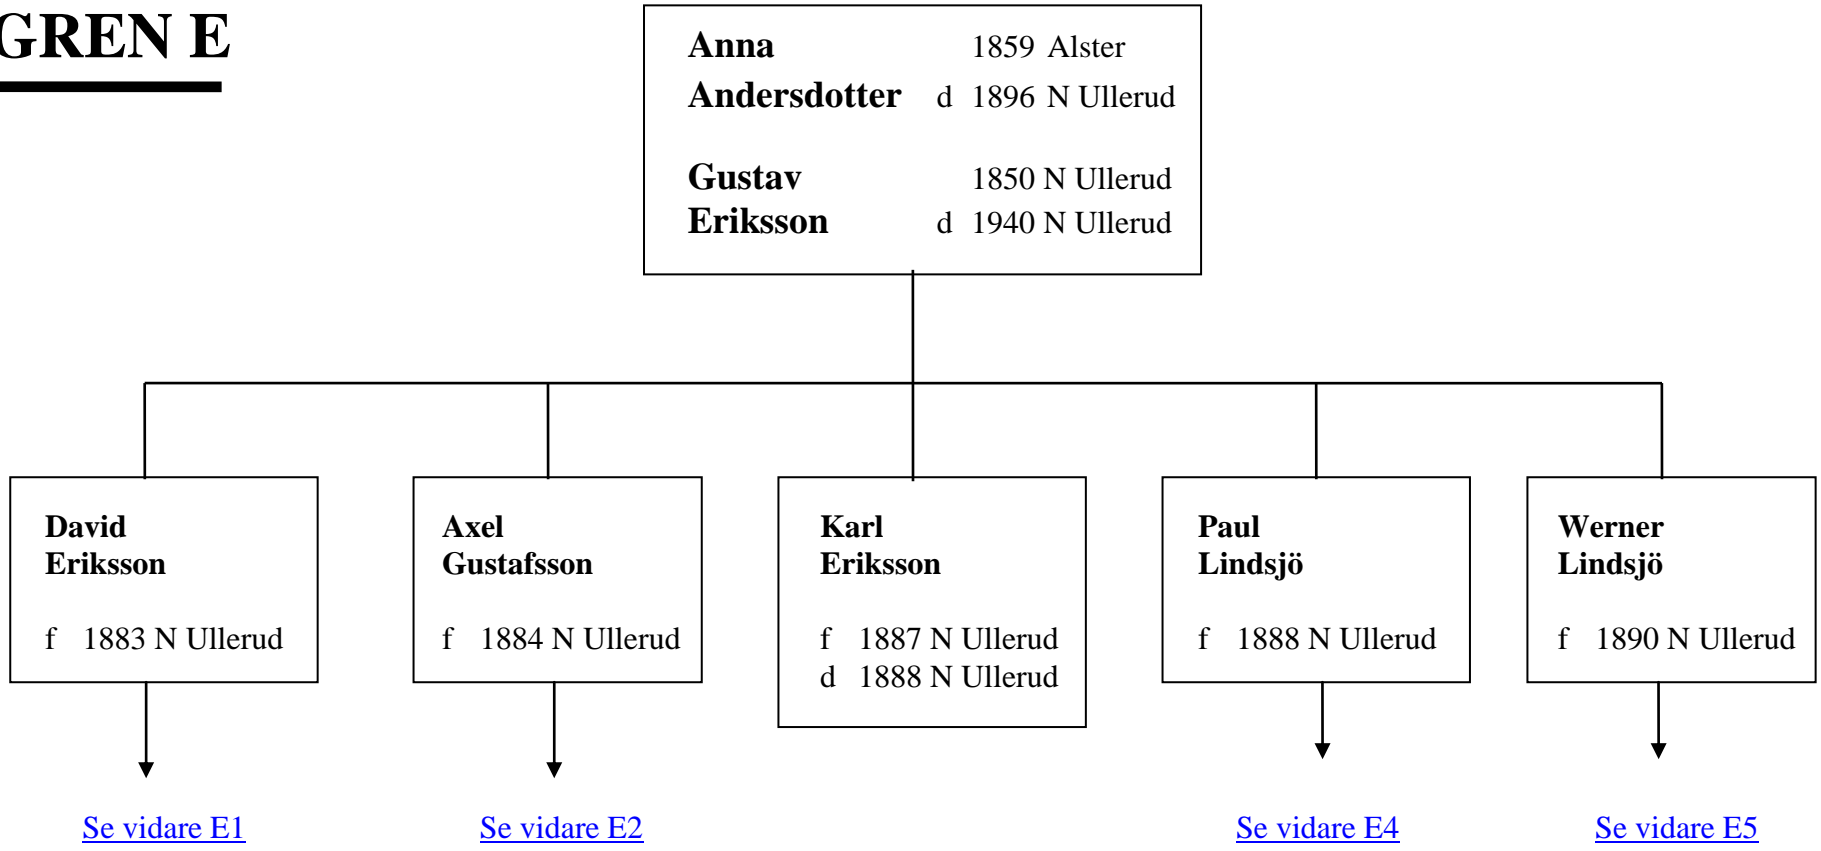 GREN E
Anna 1859 Alster
Andersdotter d 1896 N Ullerud
Gustav 1850 N Ullerud
Eriksson d 1940 N Ullerud
David
Eriksson
f 1883 N Ullerud
Axel
Gustafsson
f 1884 N Ullerud
Karl
Eriksson
f 1887 N Ullerud
d 1888 N Ullerud
Paul
Lindsjö
f 1888 N Ullerud
Werner
Lindsjö
f 1890 N Ullerud
Se vidare E1
Se vidare E2
Se vidare E4
Se vidare E5